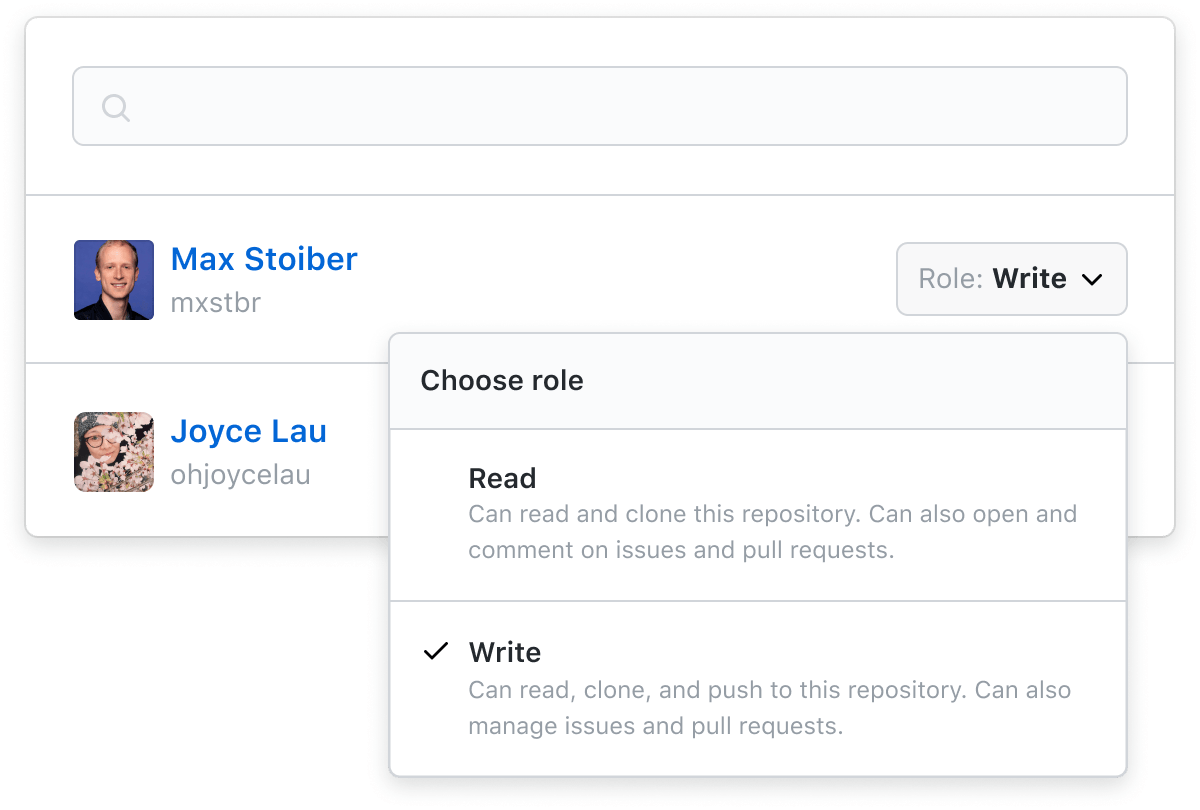 Max Stoiber
mxstbr
Role: Write
Choose role
Joyce Lau
ohjoycelau
Read
Can read and clone this repository. Can also open and
comment on issues and pull requests.
Write
Can read, clone, and push to this repository. Can also
manage issues and pull requests.